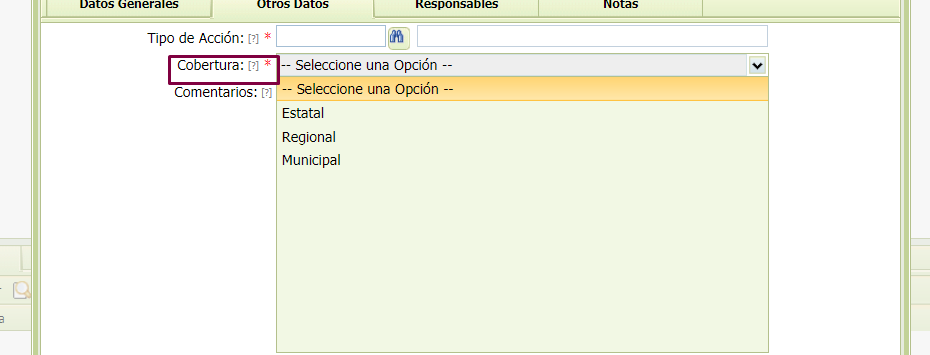 Datos Generales Otros Datos Responsables Notas
Tipo de Acción: [?] *
Cobertura: [?] * -- Seleccione una Opción --
Comentarios: [?] -- Seleccione una Opción --
Estatal
Regional
Municipal